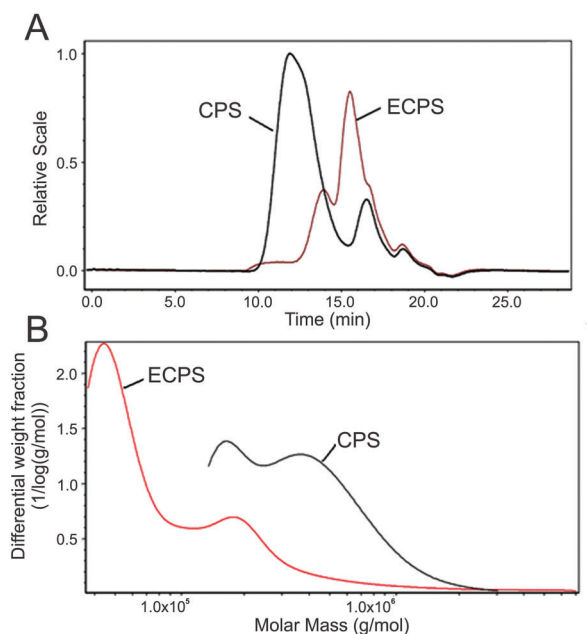 A
CPS
ECPS
Relative Scale
1.0
0.5
0.0
0.0 5.0 10.0 15.0 20.0 25.0
Time (min)
B
ECPS
CPS
Differential weight fraction
(1/log(g/mol))
2.0
1.5
1.0
0.5
1.0x10⁵ 1.0x10⁶
Molar Mass (g/mol)